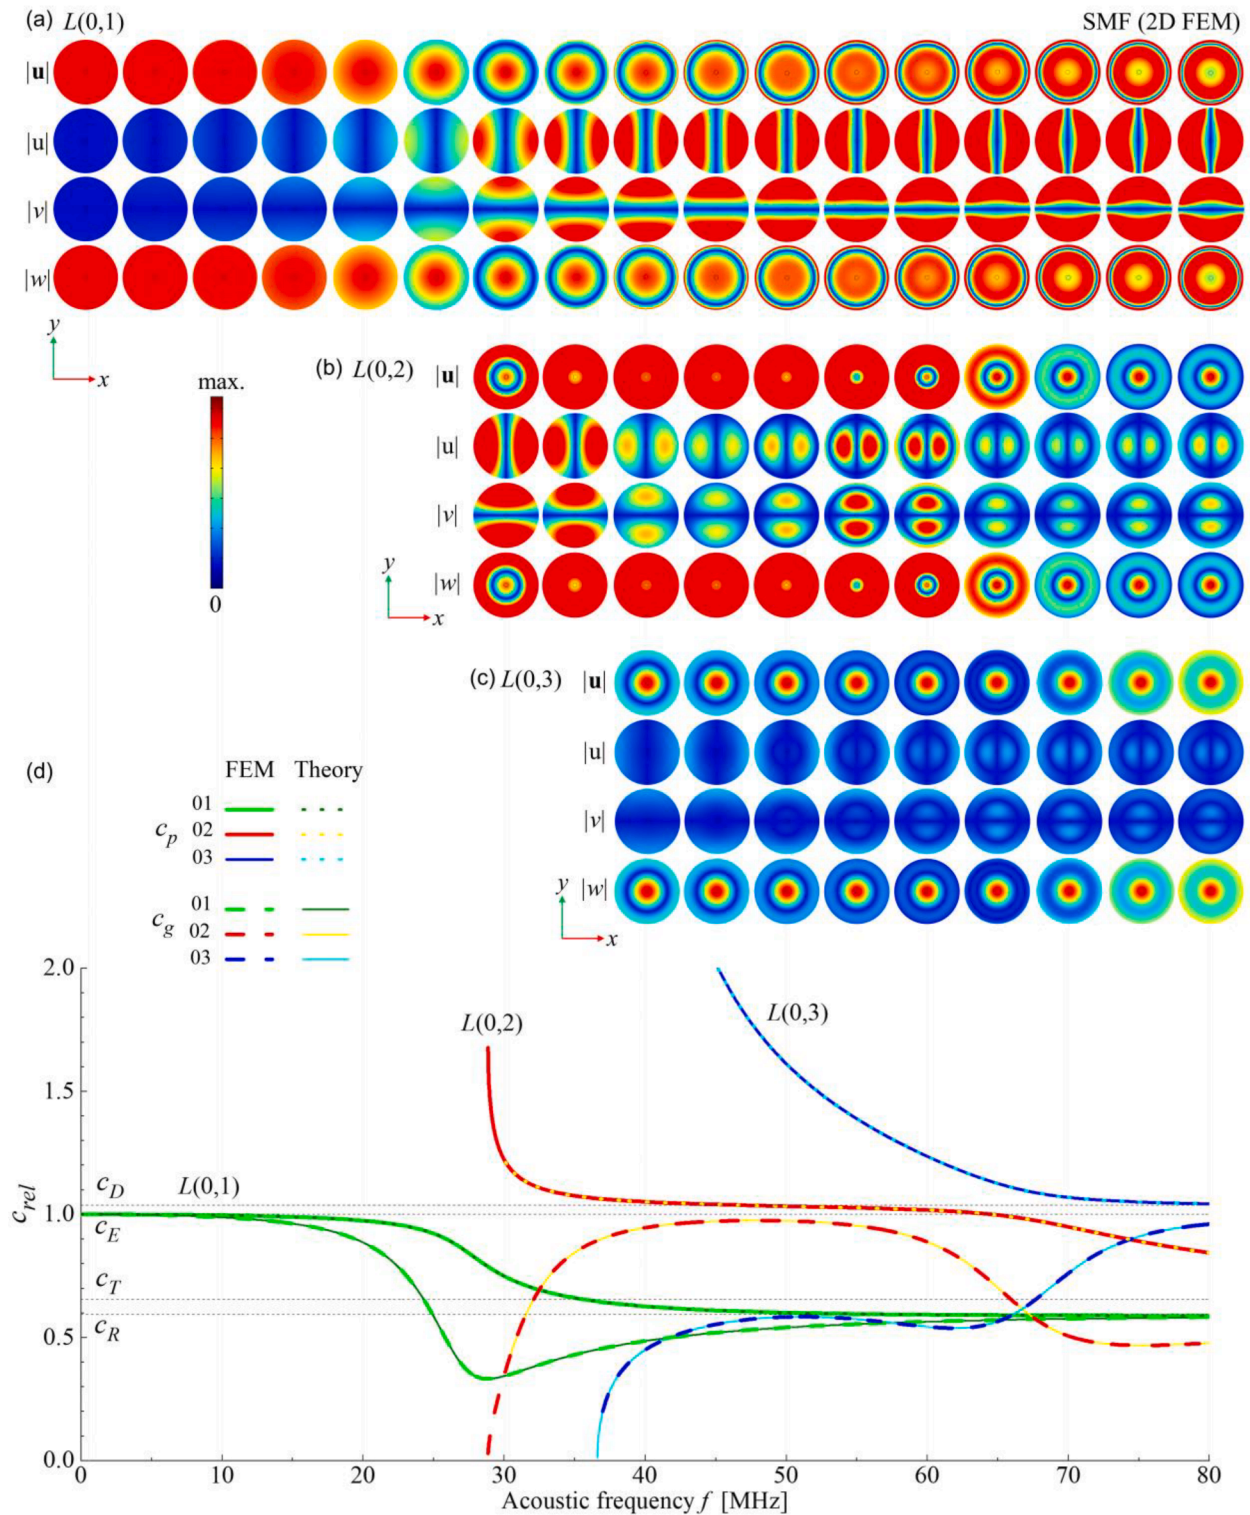 (a) L(0,1) SMF (2D FEM)
|u|
|u|
|v|
|w|
y
x
max.
0
(b) L(0,2) |u|
|u|
|v|
|w|
y
x
(c) L(0,3) |u|
|u|
|v|
|w|
y
x
(d)
FEM Theory
01
c_p 02
03
01
c_g 02
03
2.0
1.5
1.0
0.5
0.0
c_rel
L(0,2)
L(0,3)
c_D L(0,1)
c_E
c_T
c_R
0 10 20 30 40 50 60 70 80
Acoustic frequency f [MHz]